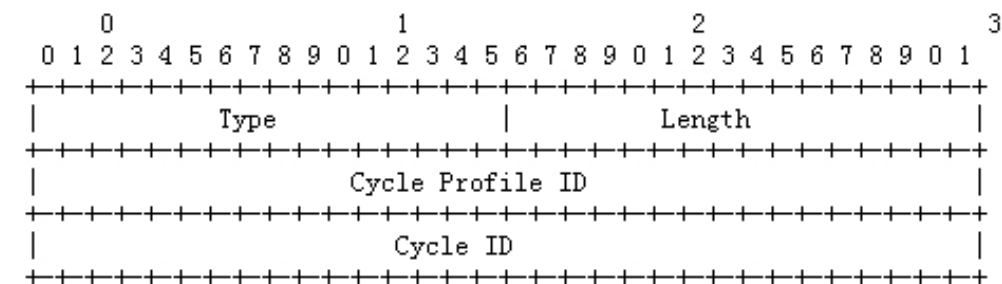 0                   1                   2                   3
0 1 2 3 4 5 6 7 8 9 0 1 2 3 4 5 6 7 8 9 0 1 2 3 4 5 6 7 8 9 0 1
+-+-+-+-+-+-+-+-+-+-+-+-+-+-+-+-+-+-+-+-+-+-+-+-+-+-+-+-+-+-+-+-+
|            Type               |          Length               |
+-+-+-+-+-+-+-+-+-+-+-+-+-+-+-+-+-+-+-+-+-+-+-+-+-+-+-+-+-+-+-+-+
|                     Cycle Profile ID                          |
+-+-+-+-+-+-+-+-+-+-+-+-+-+-+-+-+-+-+-+-+-+-+-+-+-+-+-+-+-+-+-+-+
|                        Cycle ID                               |
+-+-+-+-+-+-+-+-+-+-+-+-+-+-+-+-+-+-+-+-+-+-+-+-+-+-+-+-+-+-+-+-+